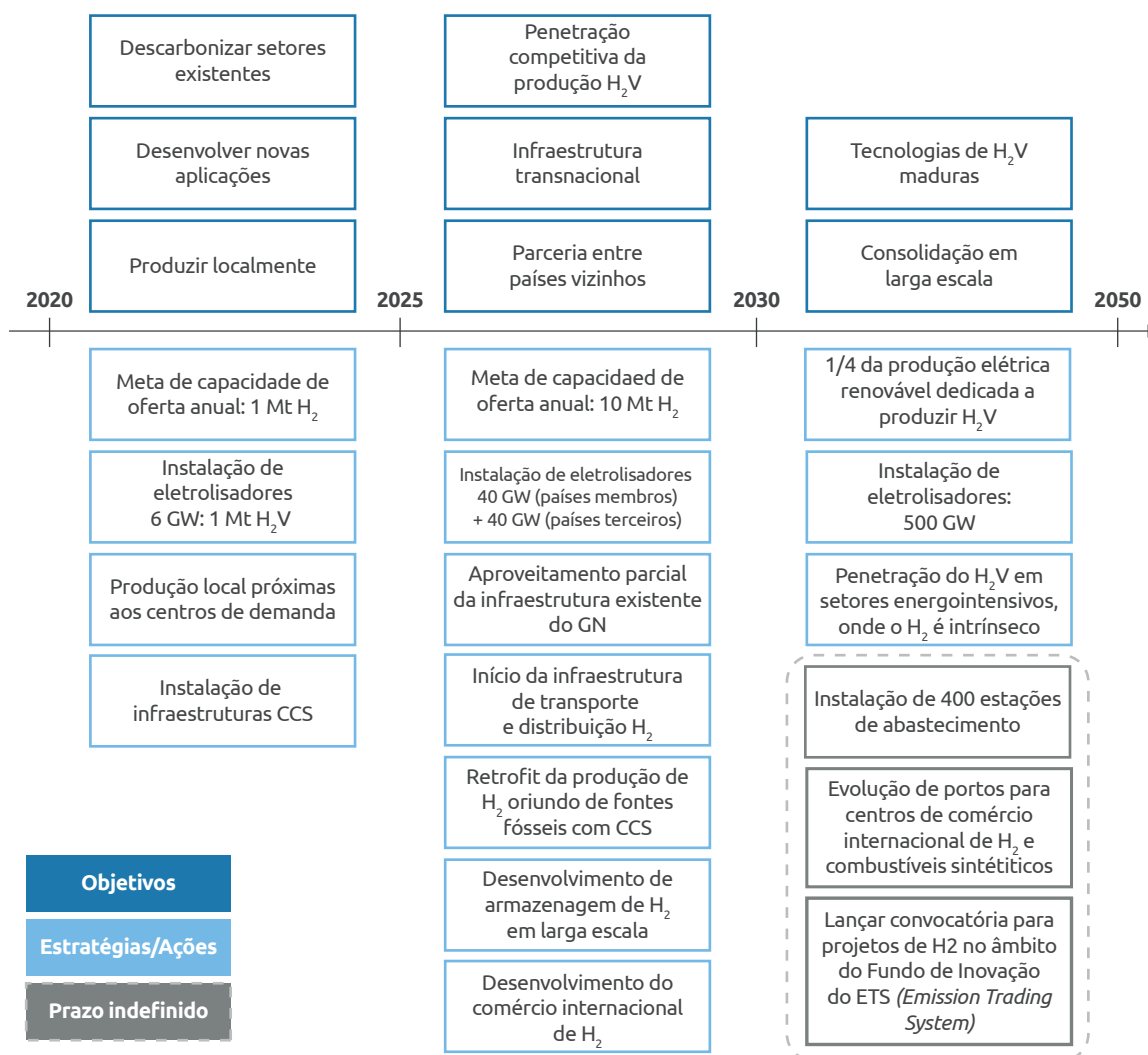 Descarbonizar setores
existentes
Desenvolver novas
aplicações
Produzir localmente
Penetração
competitiva da
produção H₂V
Infraestrutura
transnacional
Parceria entre
países vizinhos
Tecnologias de H₂V
maduras
Consolidação em
larga escala
2020
2025
2030
2050
Meta de capacidade de
oferta anual: 1 Mt H₂
Instalação de
eletrolisadores
6 GW: 1 Mt H₂V
Produção local próximas
aos centros de demanda
Instalação de
infraestruturas CCS
Meta de capacidaed de
oferta anual: 10 Mt H₂
Instalação de eletrolisadores
40 GW (países membros)
+ 40 GW (países terceiros)
Aproveitamento parcial
da infraestrutura existente
do GN
Início da infraestrutura
de transporte
e distribuição H₂
Retrofit da produção de
H₂ oriundo de fontes
fósseis com CCS
Desenvolvimento de
armazenagem de H₂
em larga escala
Desenvolvimento do
comércio internacional
de H₂
1/4 da produção elétrica
renovável dedicada a
produzir H₂V
Instalação de
eletrolisadores:
500 GW
Penetração do H₂V em
setores energointensivos,
onde o H₂ é intrínseco
Instalação de 400 estações
de abastecimento
Evolução de portos para
centros de comércio
internacional de H₂ e
combustíveis sintétiticos
Lançar convocatória para
projetos de H2 no âmbito
do Fundo de Inovação
do ETS (Emission Trading
System)
Objetivos
Estratégias/Ações
Prazo indefinido